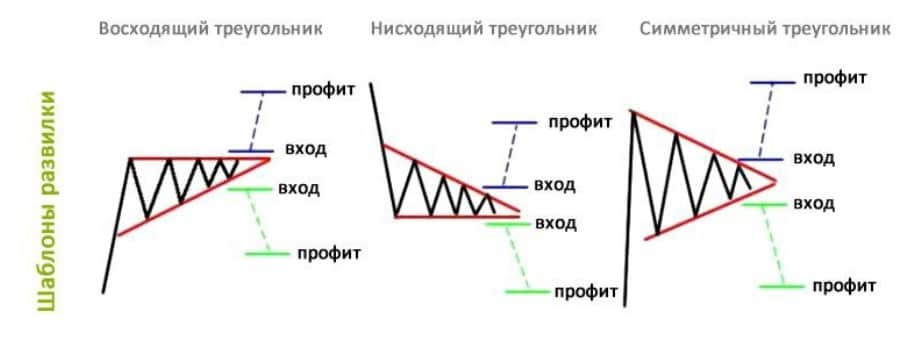 Восходящий треугольник
Нисходящий треугольник
Симметричный треугольник
Шаблоны развилки
профит
вход
вход
профит
профит
вход
вход
профит
профит
вход
вход
профит